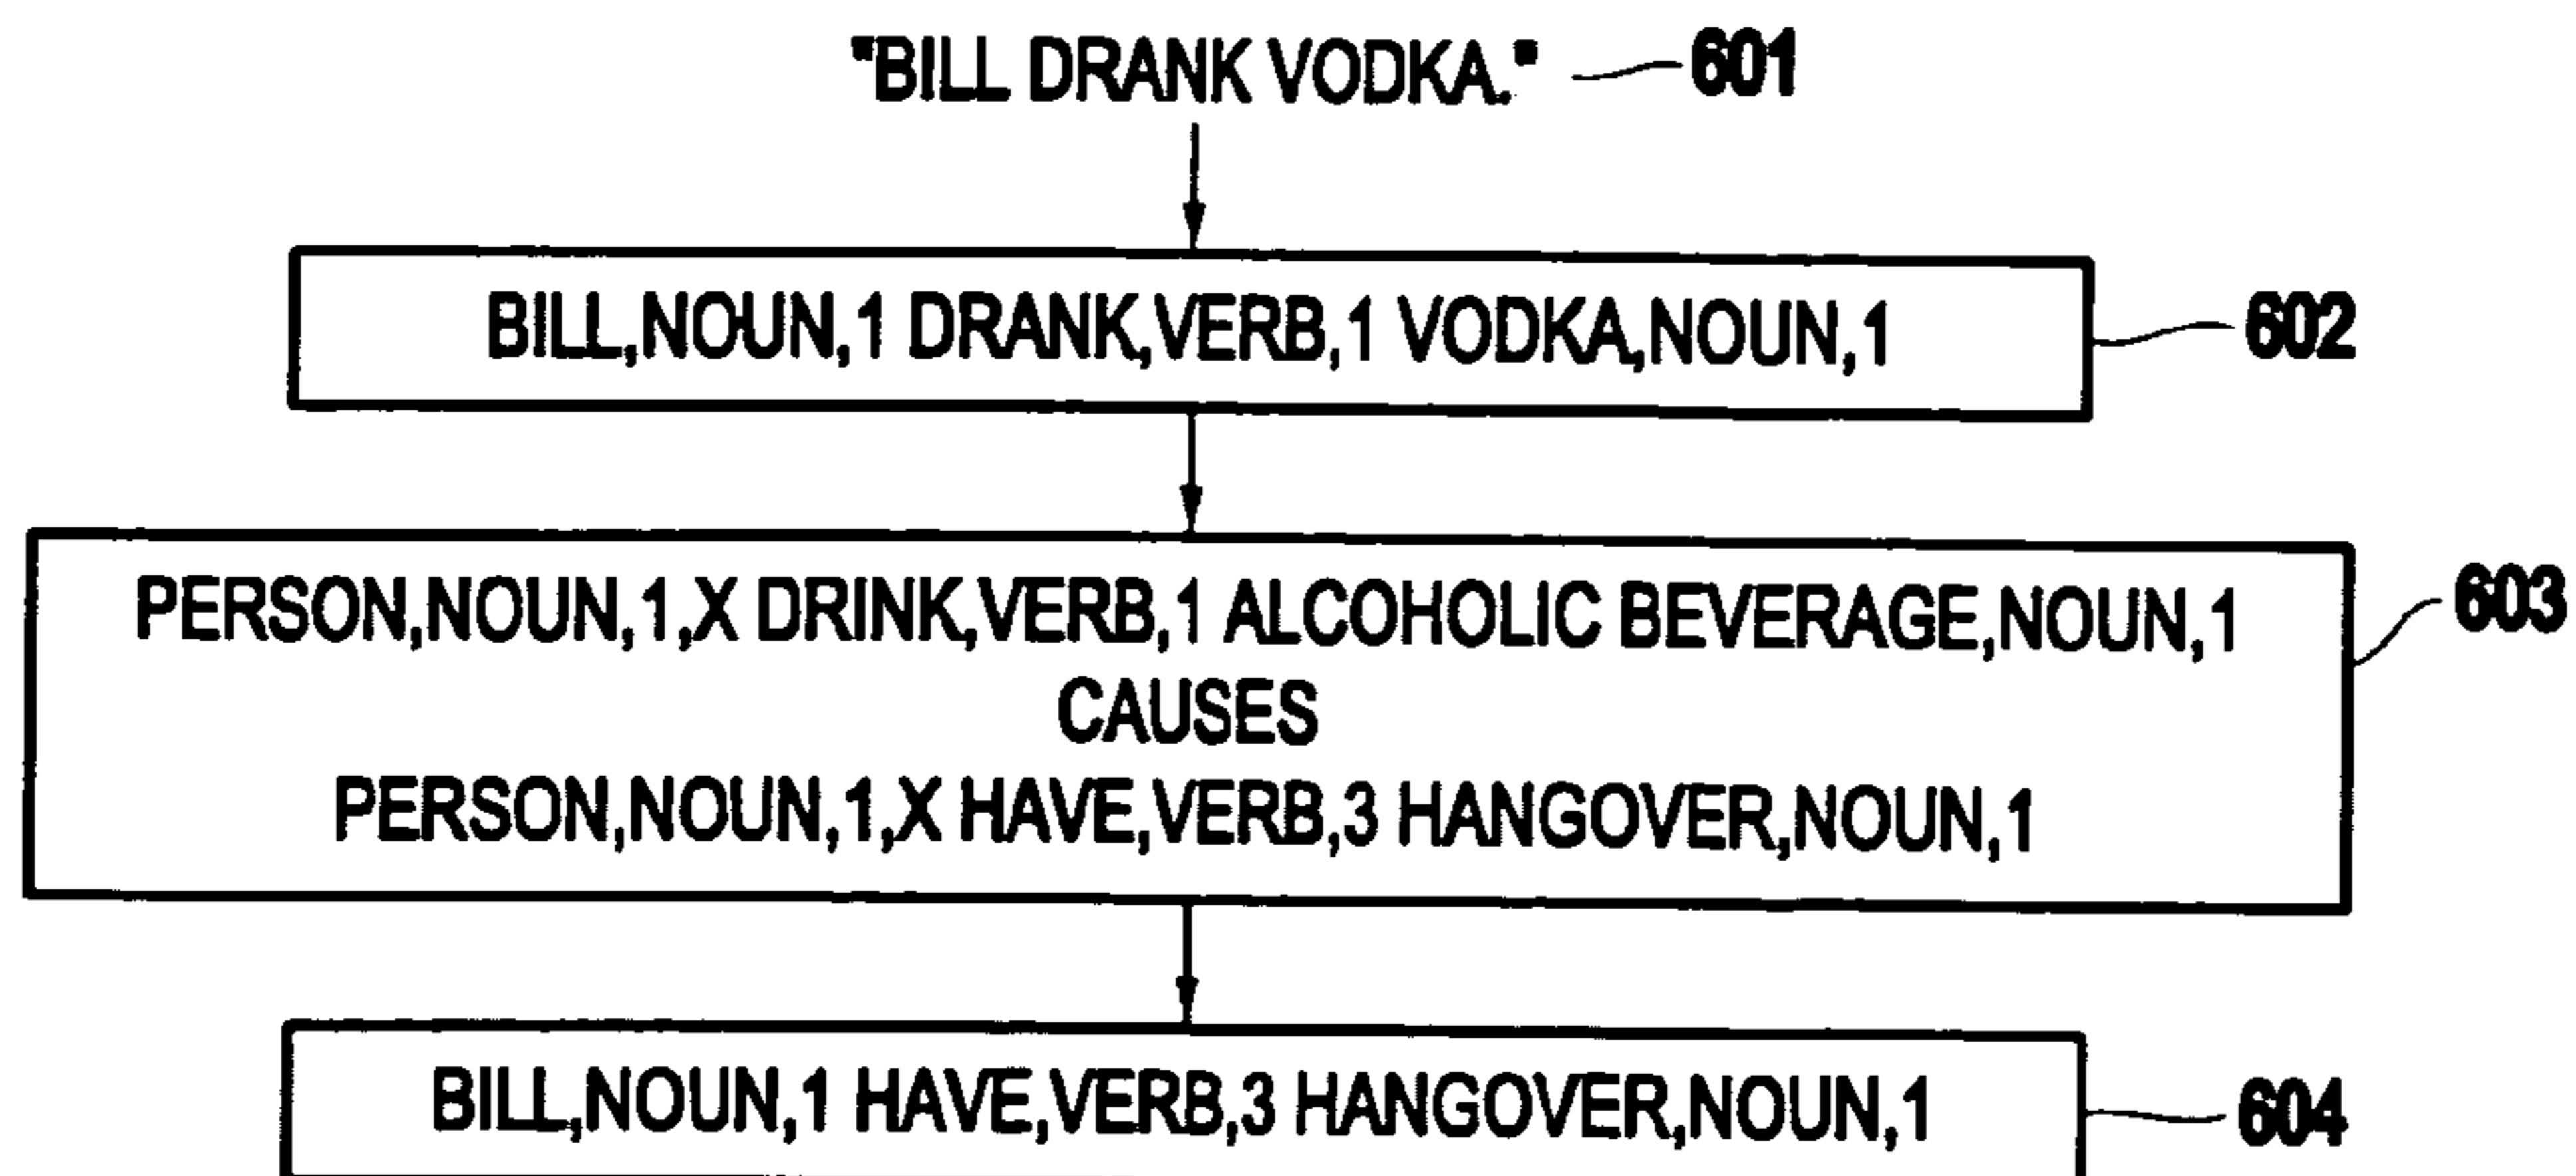 "BILL DRANK VODKA." 601
BILL,NOUN,1 DRANK,VERB,1 VODKA,NOUN,1 602
PERSON,NOUN,1,X DRINK,VERB,1 ALCOHOLIC BEVERAGE,NOUN,1 603
CAUSES
PERSON,NOUN,1,X HAVE,VERB,3 HANGOVER,NOUN,1
BILL,NOUN,1 HAVE,VERB,3 HANGOVER,NOUN,1 604